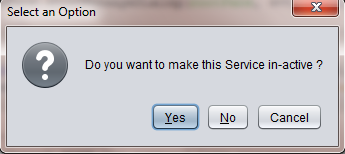 Select an Option
Do you want to make this Service in-active ?
Yes No Cancel